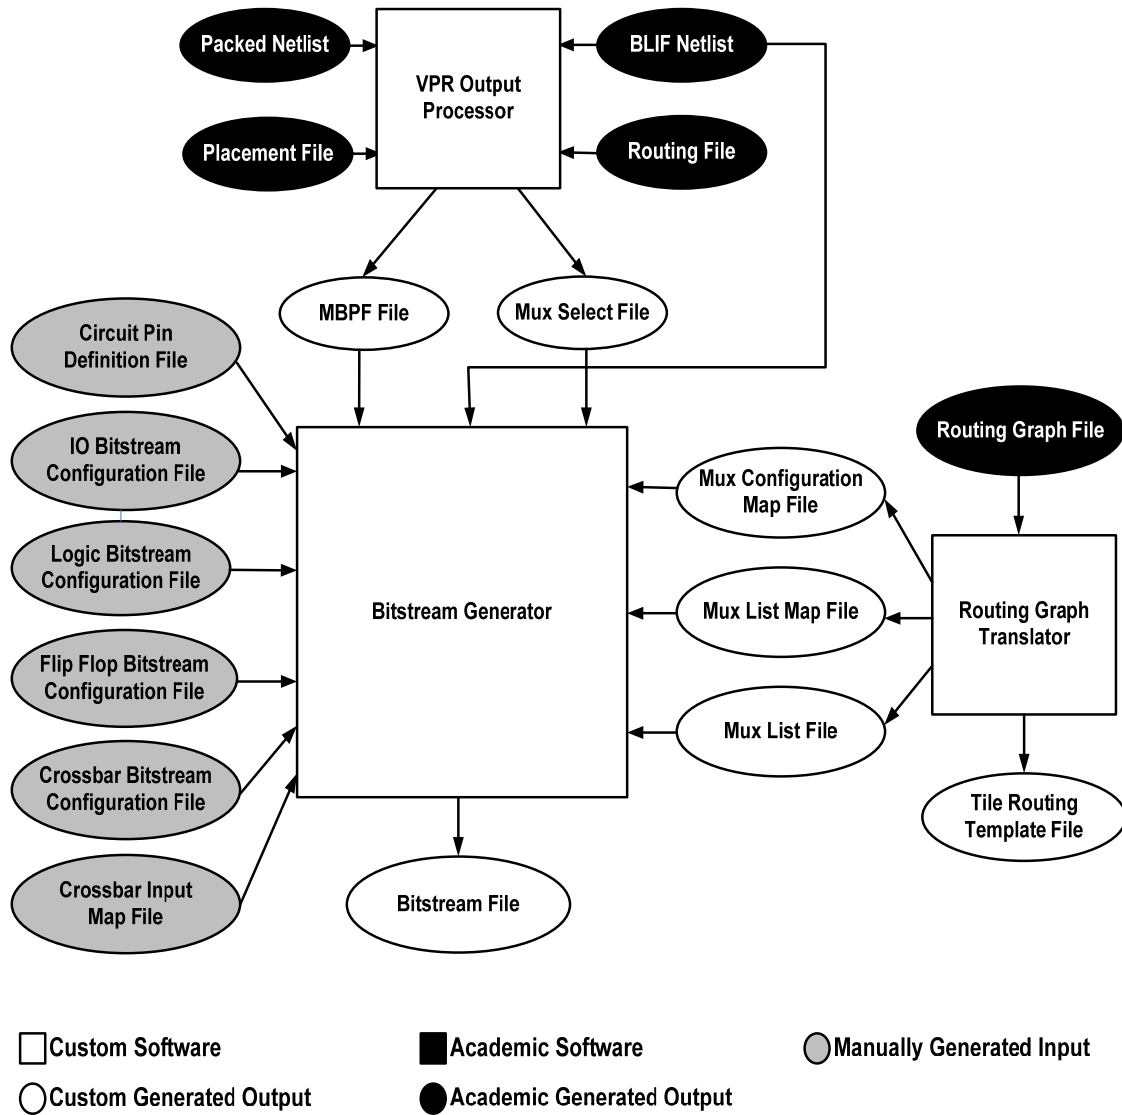 Packed Netlist
BLIF Netlist
VPR Output
Processor
Placement File
Routing File
MBPF File
Mux Select File
Circuit Pin
Definition File
IO Bitstream
Configuration File
Logic Bitstream
Configuration File
Flip Flop Bitstream
Configuration File
Crossbar Bitstream
Configuration File
Crossbar Input
Map File
Bitstream Generator
Bitstream File
Mux Configuration
Map File
Mux List Map File
Mux List File
Routing Graph File
Routing Graph
Translator
Tile Routing
Template File
Custom Software
Academic Software
Manually Generated Input
Custom Generated Output
Academic Generated Output